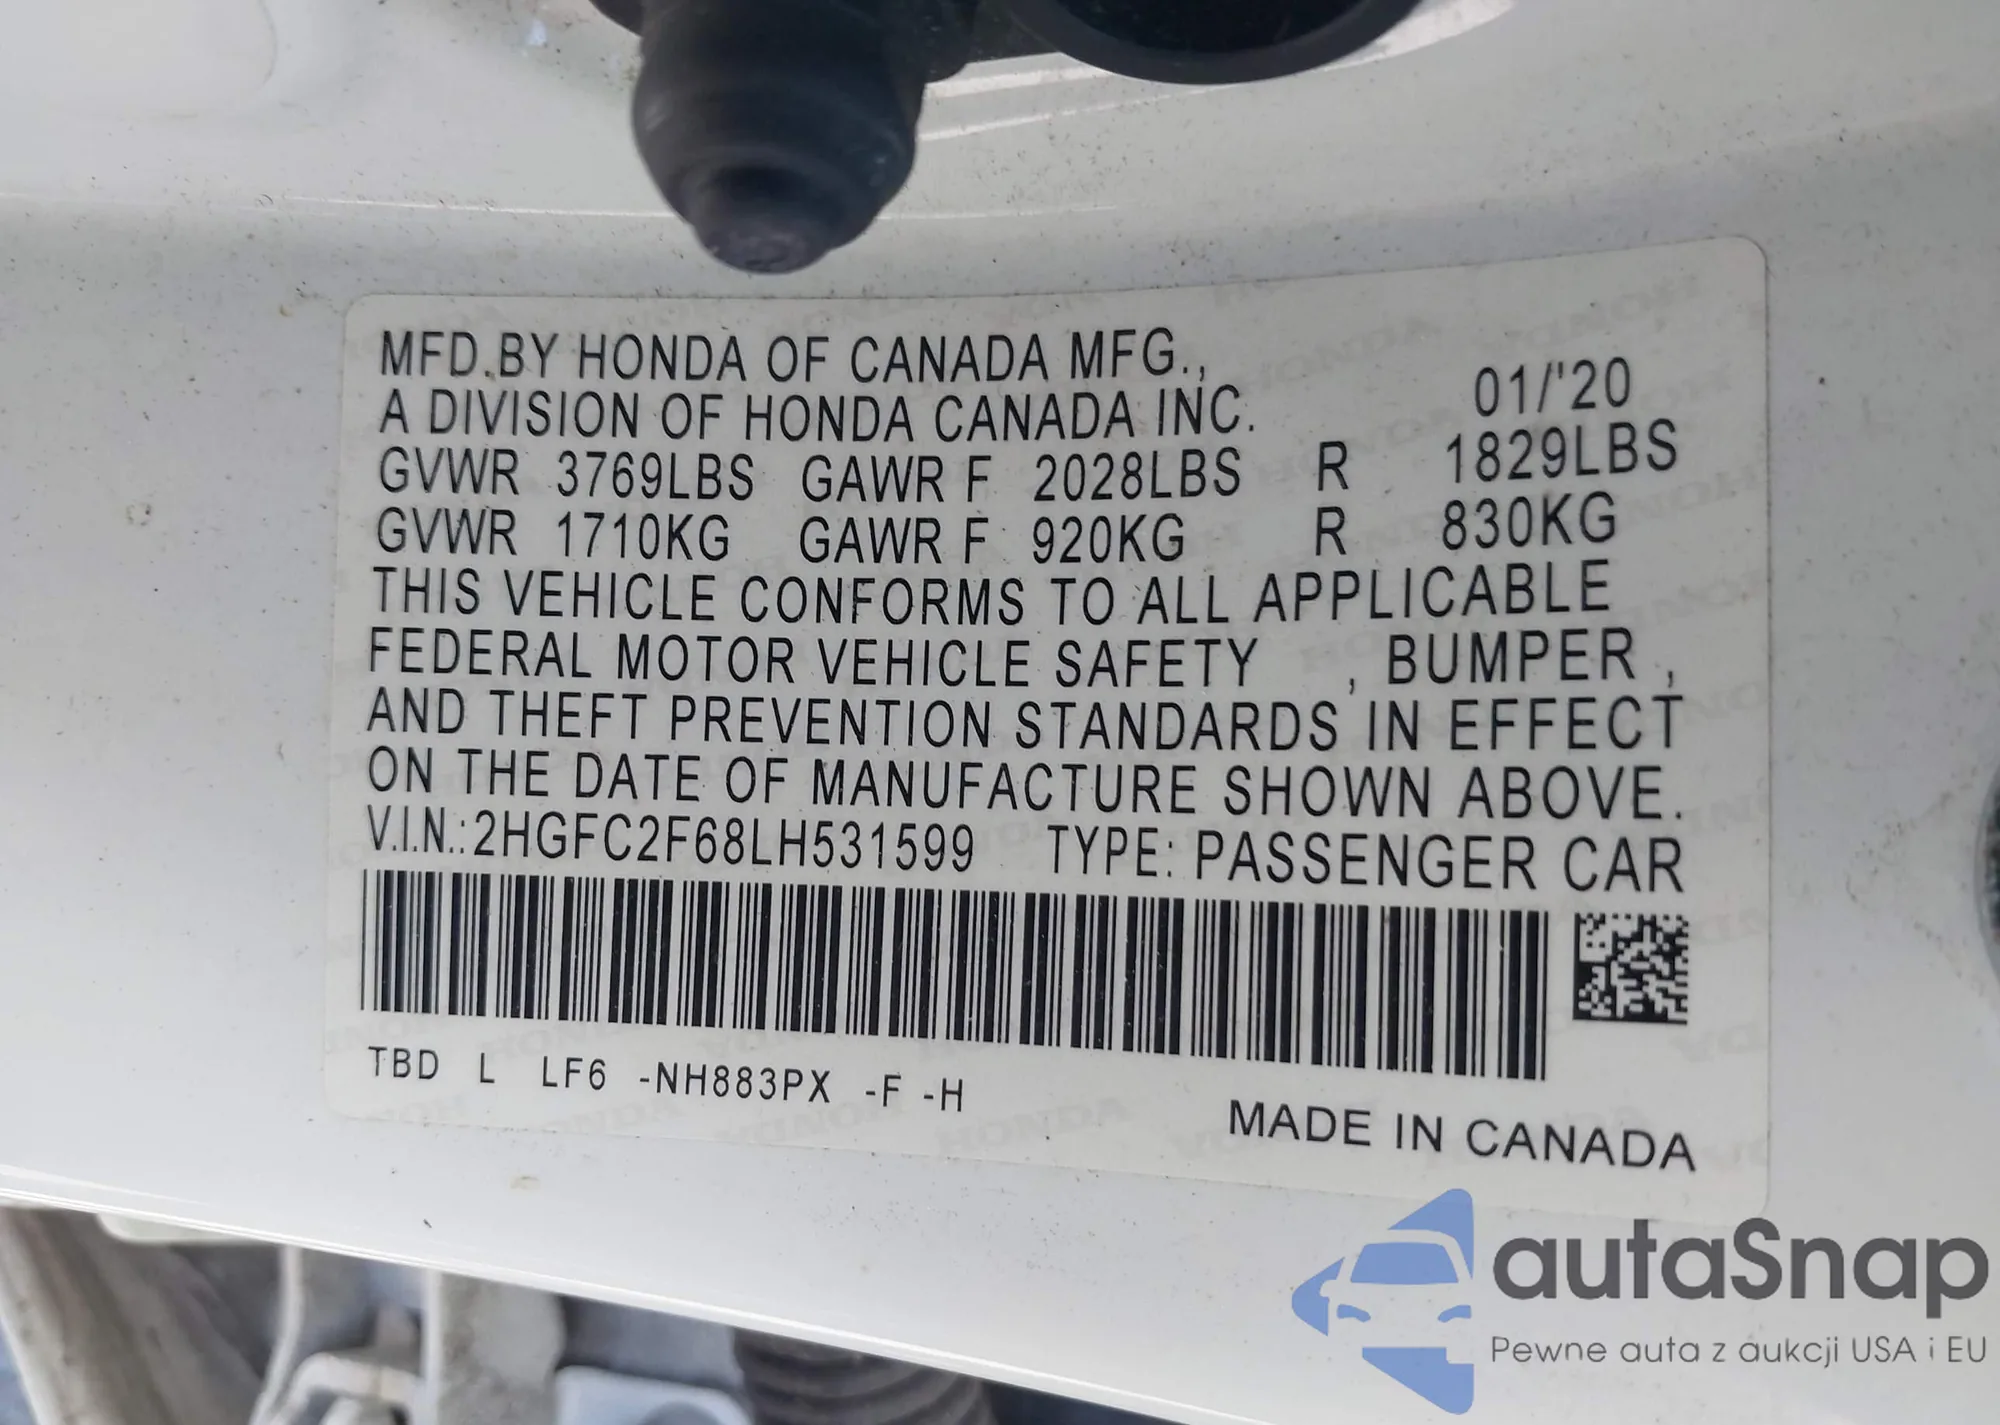 MFD.BY HONDA OF CANADA MFG.,
A DIVISION OF HONDA CANADA INC. 01/'20
GVWR 3769LBS GAWR F 2028LBS R 1829LBS
GVWR 1710KG GAWR F 920KG R 830KG
THIS VEHICLE CONFORMS TO ALL APPLICABLE
FEDERAL MOTOR VEHICLE SAFETY , BUMPER ,
AND THEFT PREVENTION STANDARDS IN EFFECT
ON THE DATE OF MANUFACTURE SHOWN ABOVE.
V.I.N.:2HGFC2F68LH531599 TYPE: PASSENGER CAR
TBD L LF6 -NH883PX -F -H
MADE IN CANADA
autaSnap
Pewne auta z aukcji USA i EU